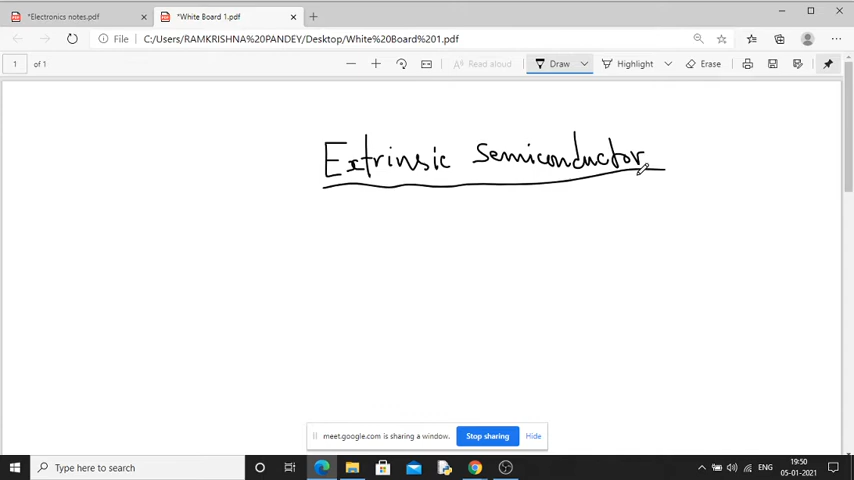 *Electronics notes.pdf
*White Board 1.pdf
File C:/Users/RAMKRISHNA%20PANDEY/Desktop/White%20Board%201.pdf
1 of 1 Read aloud Draw Highlight Erase
Extrinsic semiconductor
meet.google.com is sharing a window. Stop sharing Hide
Type here to search
ENG
19:50
05-01-2021